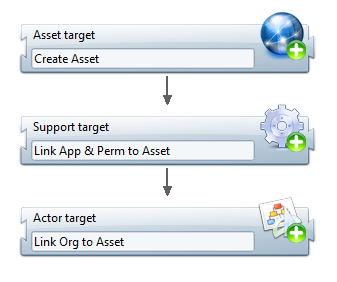 Asset target
Create Asset
Support target
Link App & Perm to Asset
Actor target
Link Org to Asset